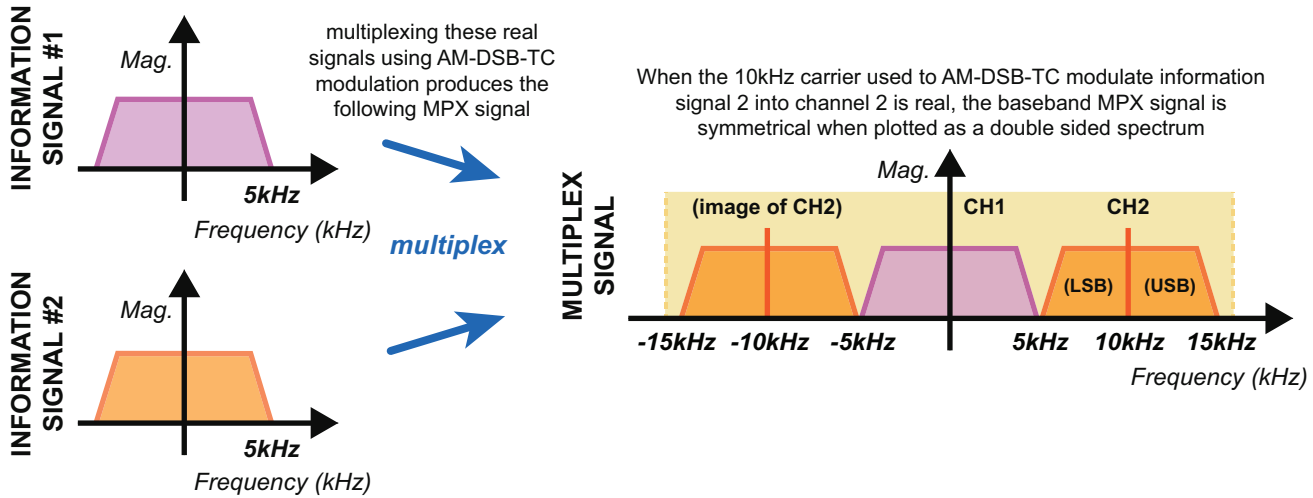 INFORMATION
SIGNAL #1
Mag.
5kHz
Frequency (kHz)
multiplexing these real
signals using AM-DSB-TC
modulation produces the
following MPX signal
multiplex
INFORMATION
SIGNAL #2
Mag.
5kHz
Frequency (kHz)
When the 10kHz carrier used to AM-DSB-TC modulate information
signal 2 into channel 2 is real, the baseband MPX signal is
symmetrical when plotted as a double sided spectrum
MULTIPLEX
SIGNAL
Mag.
(image of CH2) CH1 CH2
(LSB) (USB)
-15kHz -10kHz -5kHz 5kHz 10kHz 15kHz
Frequency (kHz)